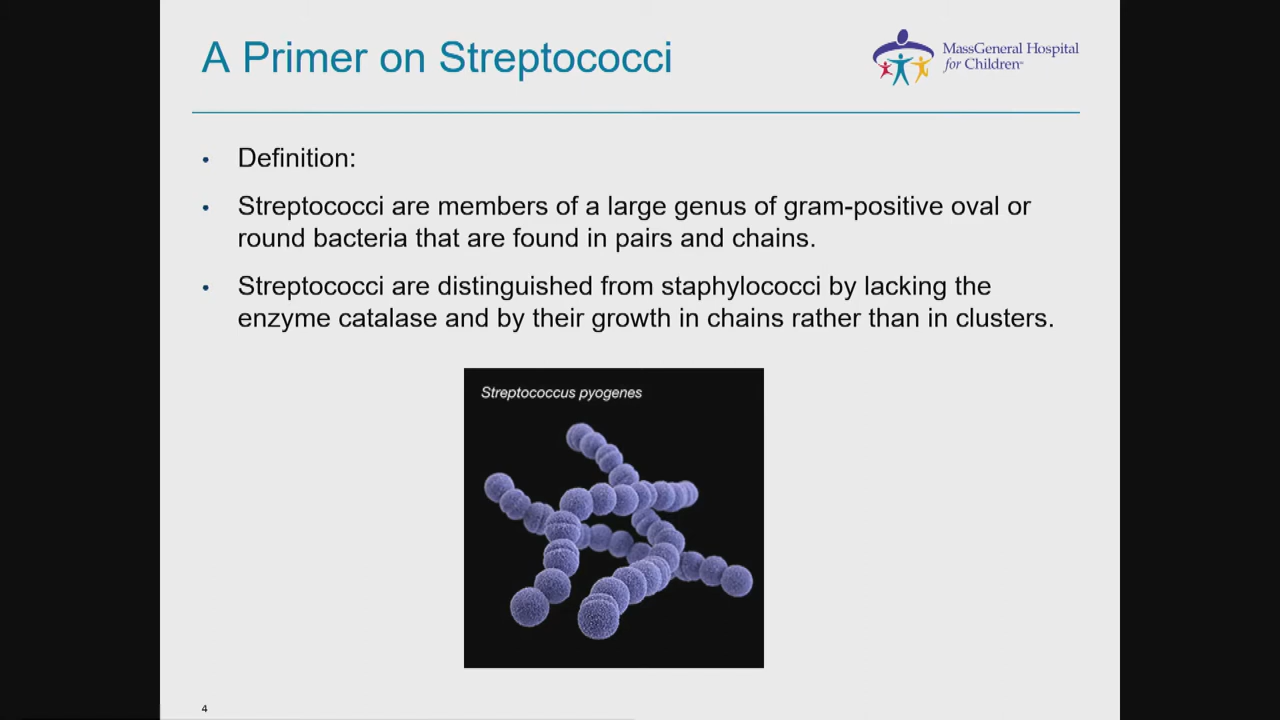 A Primer on Streptococci
MassGeneral Hospital
for Children™
• Definition:
• Streptococci are members of a large genus of gram-positive oval or
round bacteria that are found in pairs and chains.
• Streptococci are distinguished from staphylococci by lacking the
enzyme catalase and by their growth in chains rather than in clusters.
Streptococcus pyogenes
4